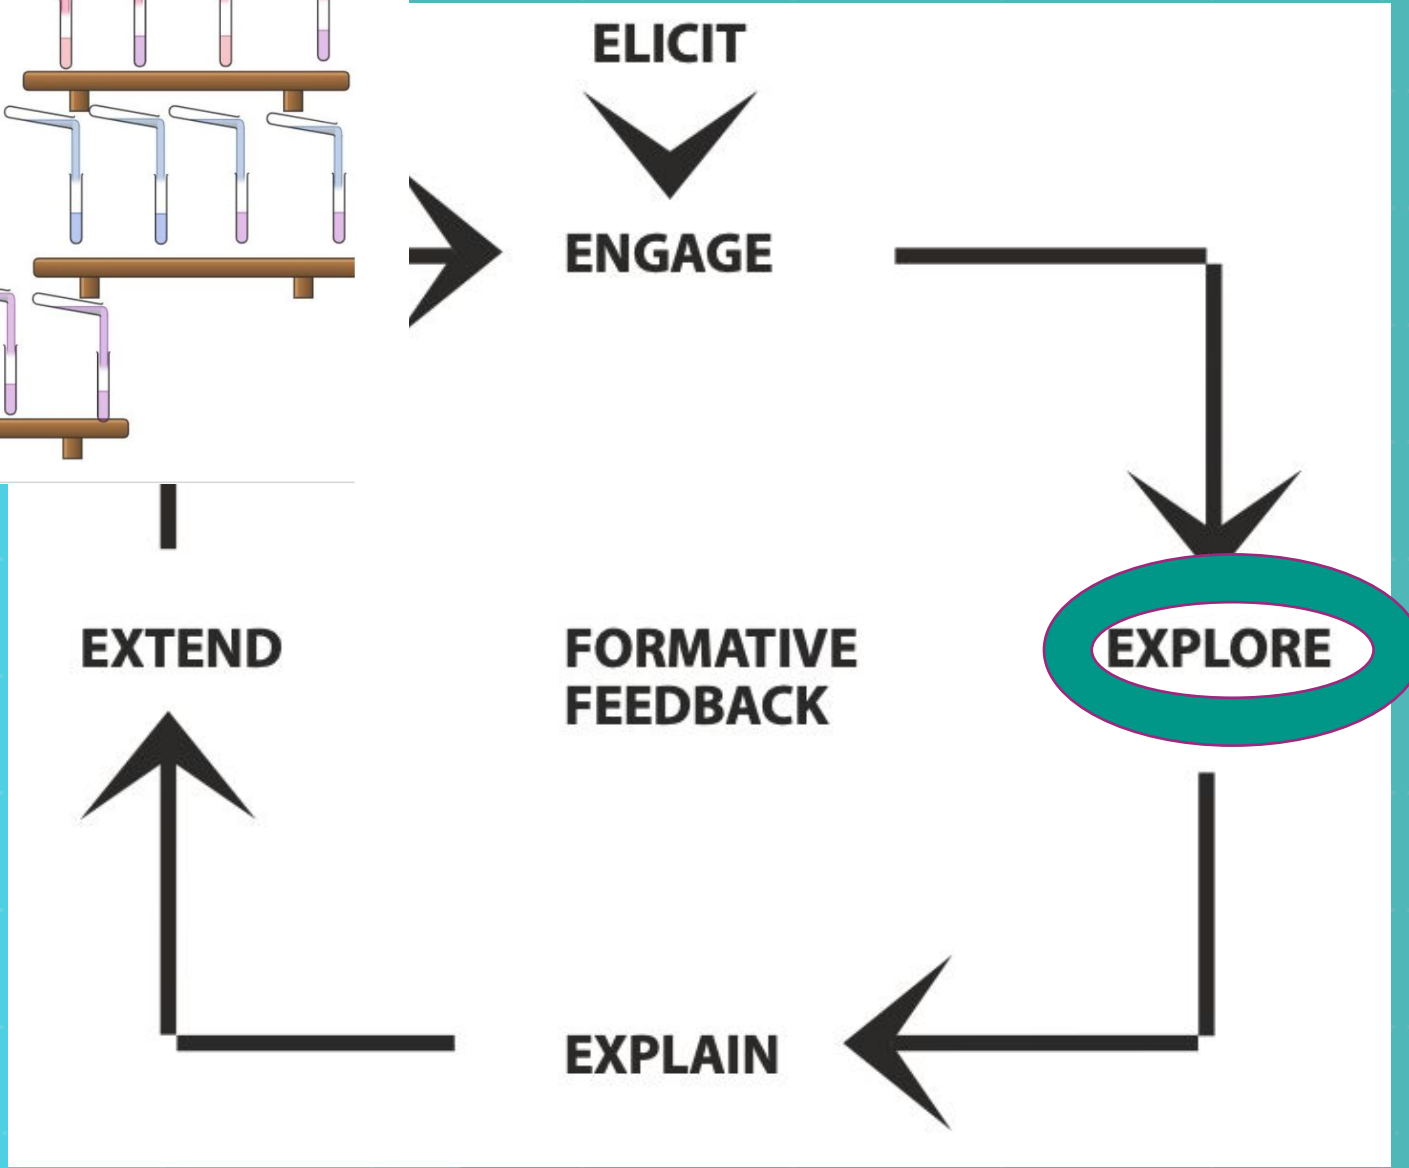 ELICIT
ENGAGE
EXTEND
FORMATIVE
FEEDBACK
EXPLORE
EXPLAIN